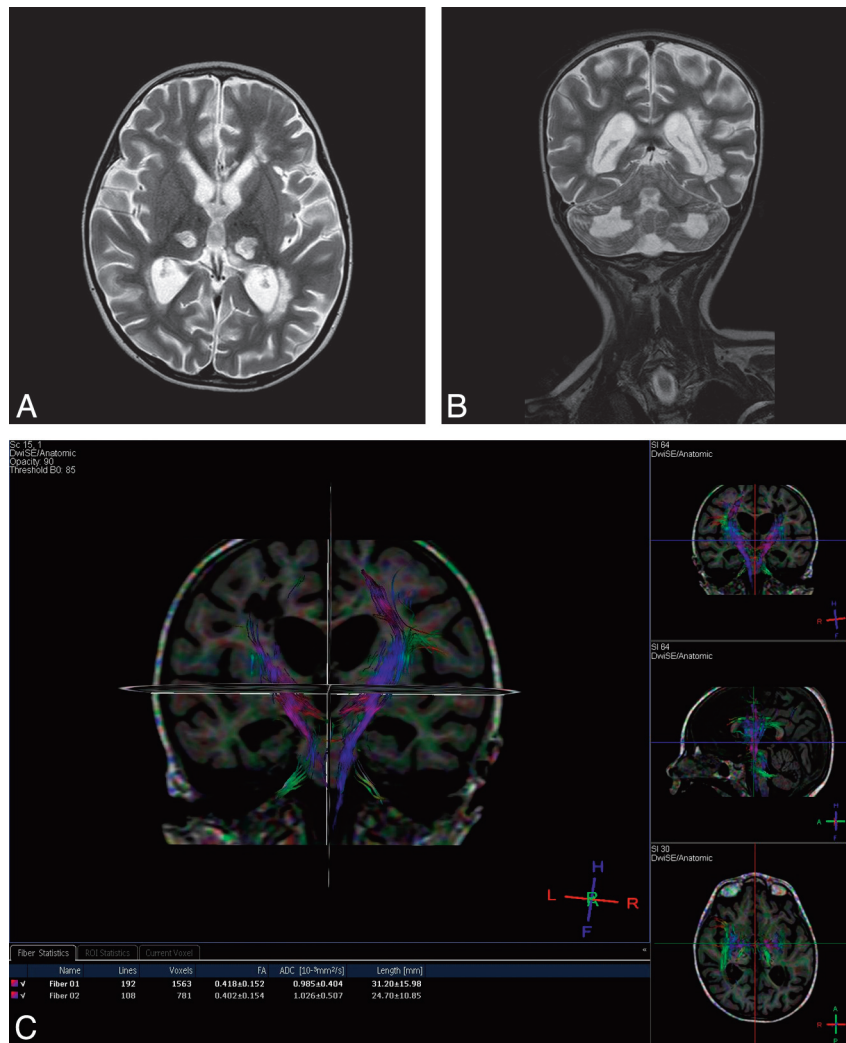 A
B
Sc 15, 1
DwiSE/Anatomic
Opacity: 90
Threshold B0: 85
H
L
R
F
SI 64
DwiSE/Anatomic
H
R
F
SI 64
DwiSE/Anatomic
H
A
F
SI 30
DwiSE/Anatomic
A
R
P
Fiber Statistics ROI Statistics Current Voxel
Name Lines Voxels FA ADC [10-³mm²/s] Length [mm]
Fiber 01 192 1563 0.418±0.152 0.985±0.404 31.20±15.98
Fiber 02 108 781 0.402±0.154 1.026±0.507 24.70±10.85
C